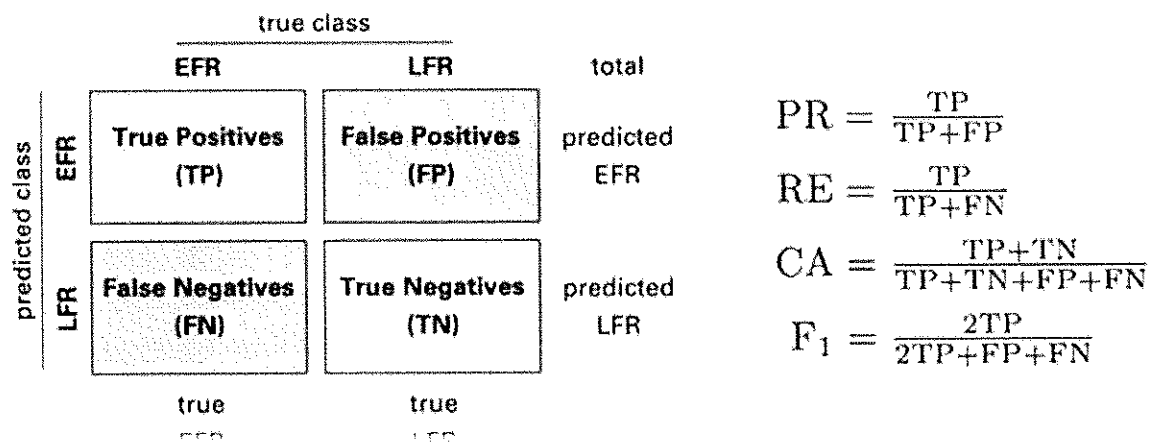 true class
EFR LFR total
predicted class
EFR
True Positives
(TP)
False Positives
(FP)
predicted
EFR
LFR
False Negatives
(FN)
True Negatives
(TN)
predicted
LFR
true true
EFR LFR
PR = TP / TP+FP
RE = TP / TP+FN
CA = TP+TN / TP+TN+FP+FN
F₁ = 2TP / 2TP+FP+FN